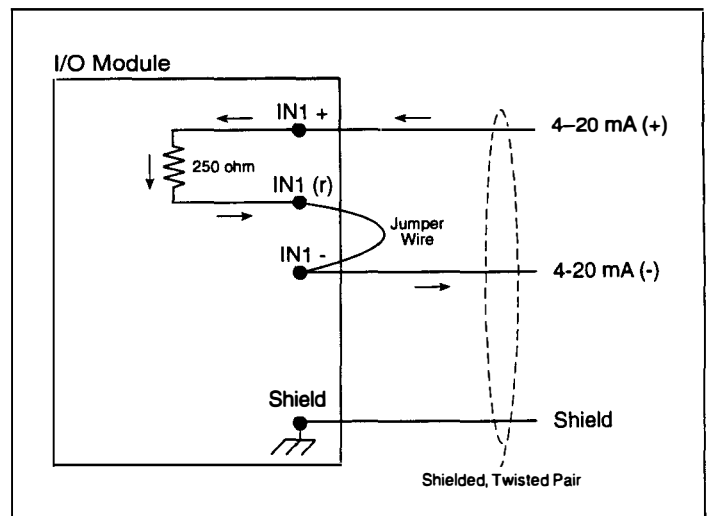 I/O Module
IN1 +
4–20 mA (+)
250 ohm
IN1 (r)
Jumper
Wire
IN1 -
4-20 mA (-)
Shield
Shield
Shielded, Twisted Pair